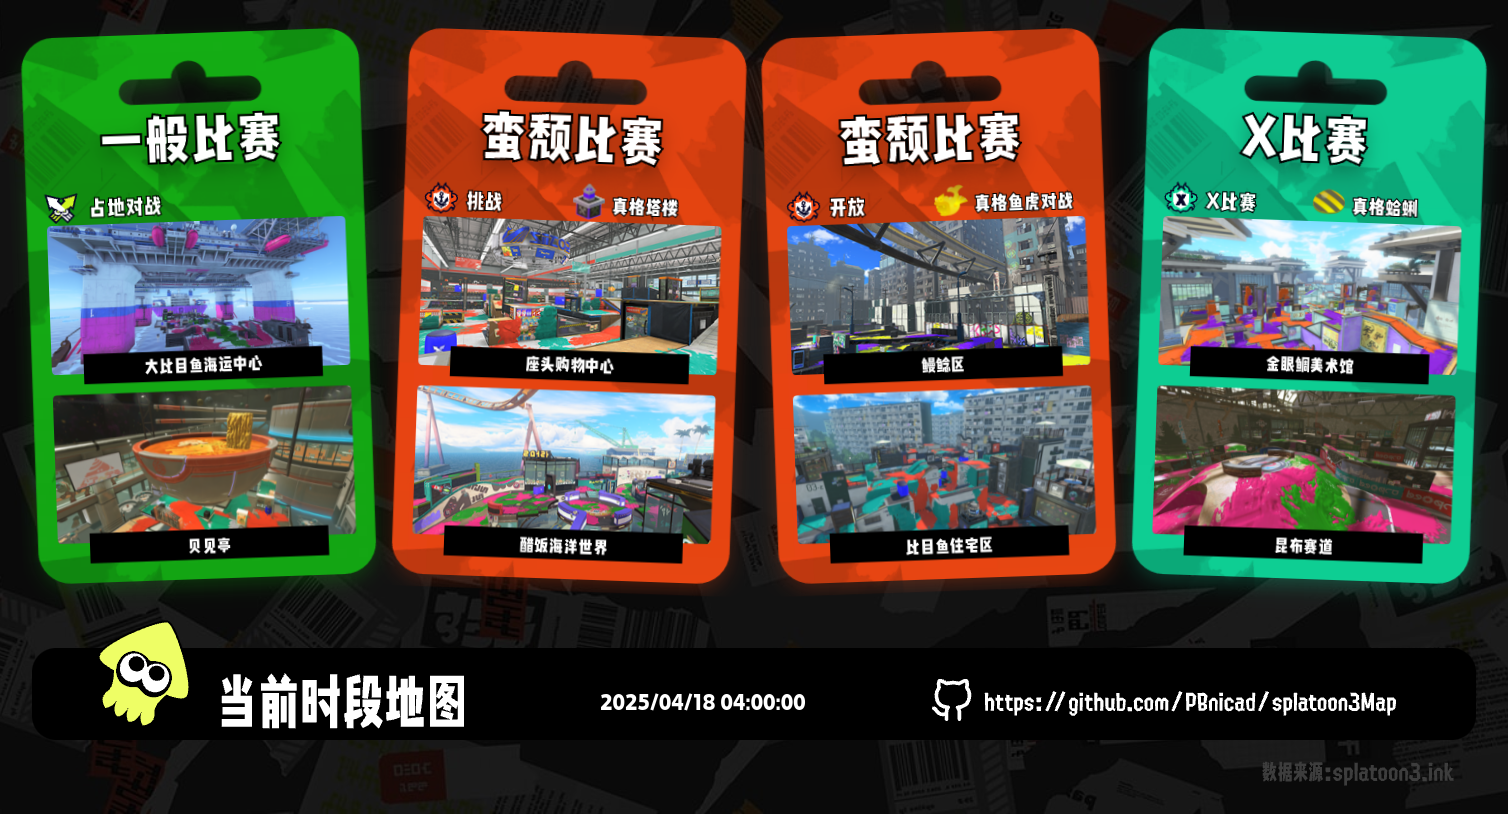 一般比赛
占地对战
大比目鱼海运中心
贝见亭
蛮颓比赛
挑战
真格塔楼
座头购物中心
醋饭海洋世界
蛮颓比赛
开放
真格鱼虎对战
鳗鲶区
比目鱼住宅区
X比赛
X比赛
真格蛤蜊
金眼鲷美术馆
昆布赛道
当前时段地图
2025/04/18 04:00:00
https://github.com/PBnicad/splatoon3Map
数据来源:splatoon3.ink